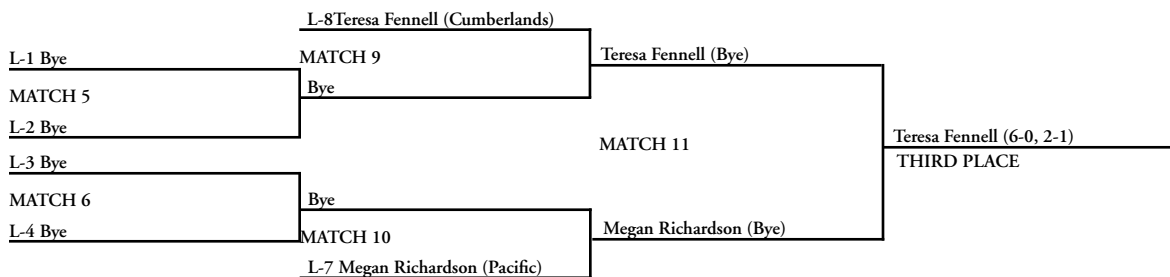 L-8Teresa Fennell (Cumberlands)
L-1 Bye
MATCH 9
Teresa Fennell (Bye)
MATCH 5
Bye
L-2 Bye
MATCH 11
Teresa Fennell (6-0, 2-1)
THIRD PLACE
L-3 Bye
MATCH 6
Bye
L-4 Bye
MATCH 10
Megan Richardson (Bye)
L-7 Megan Richardson (Pacific)